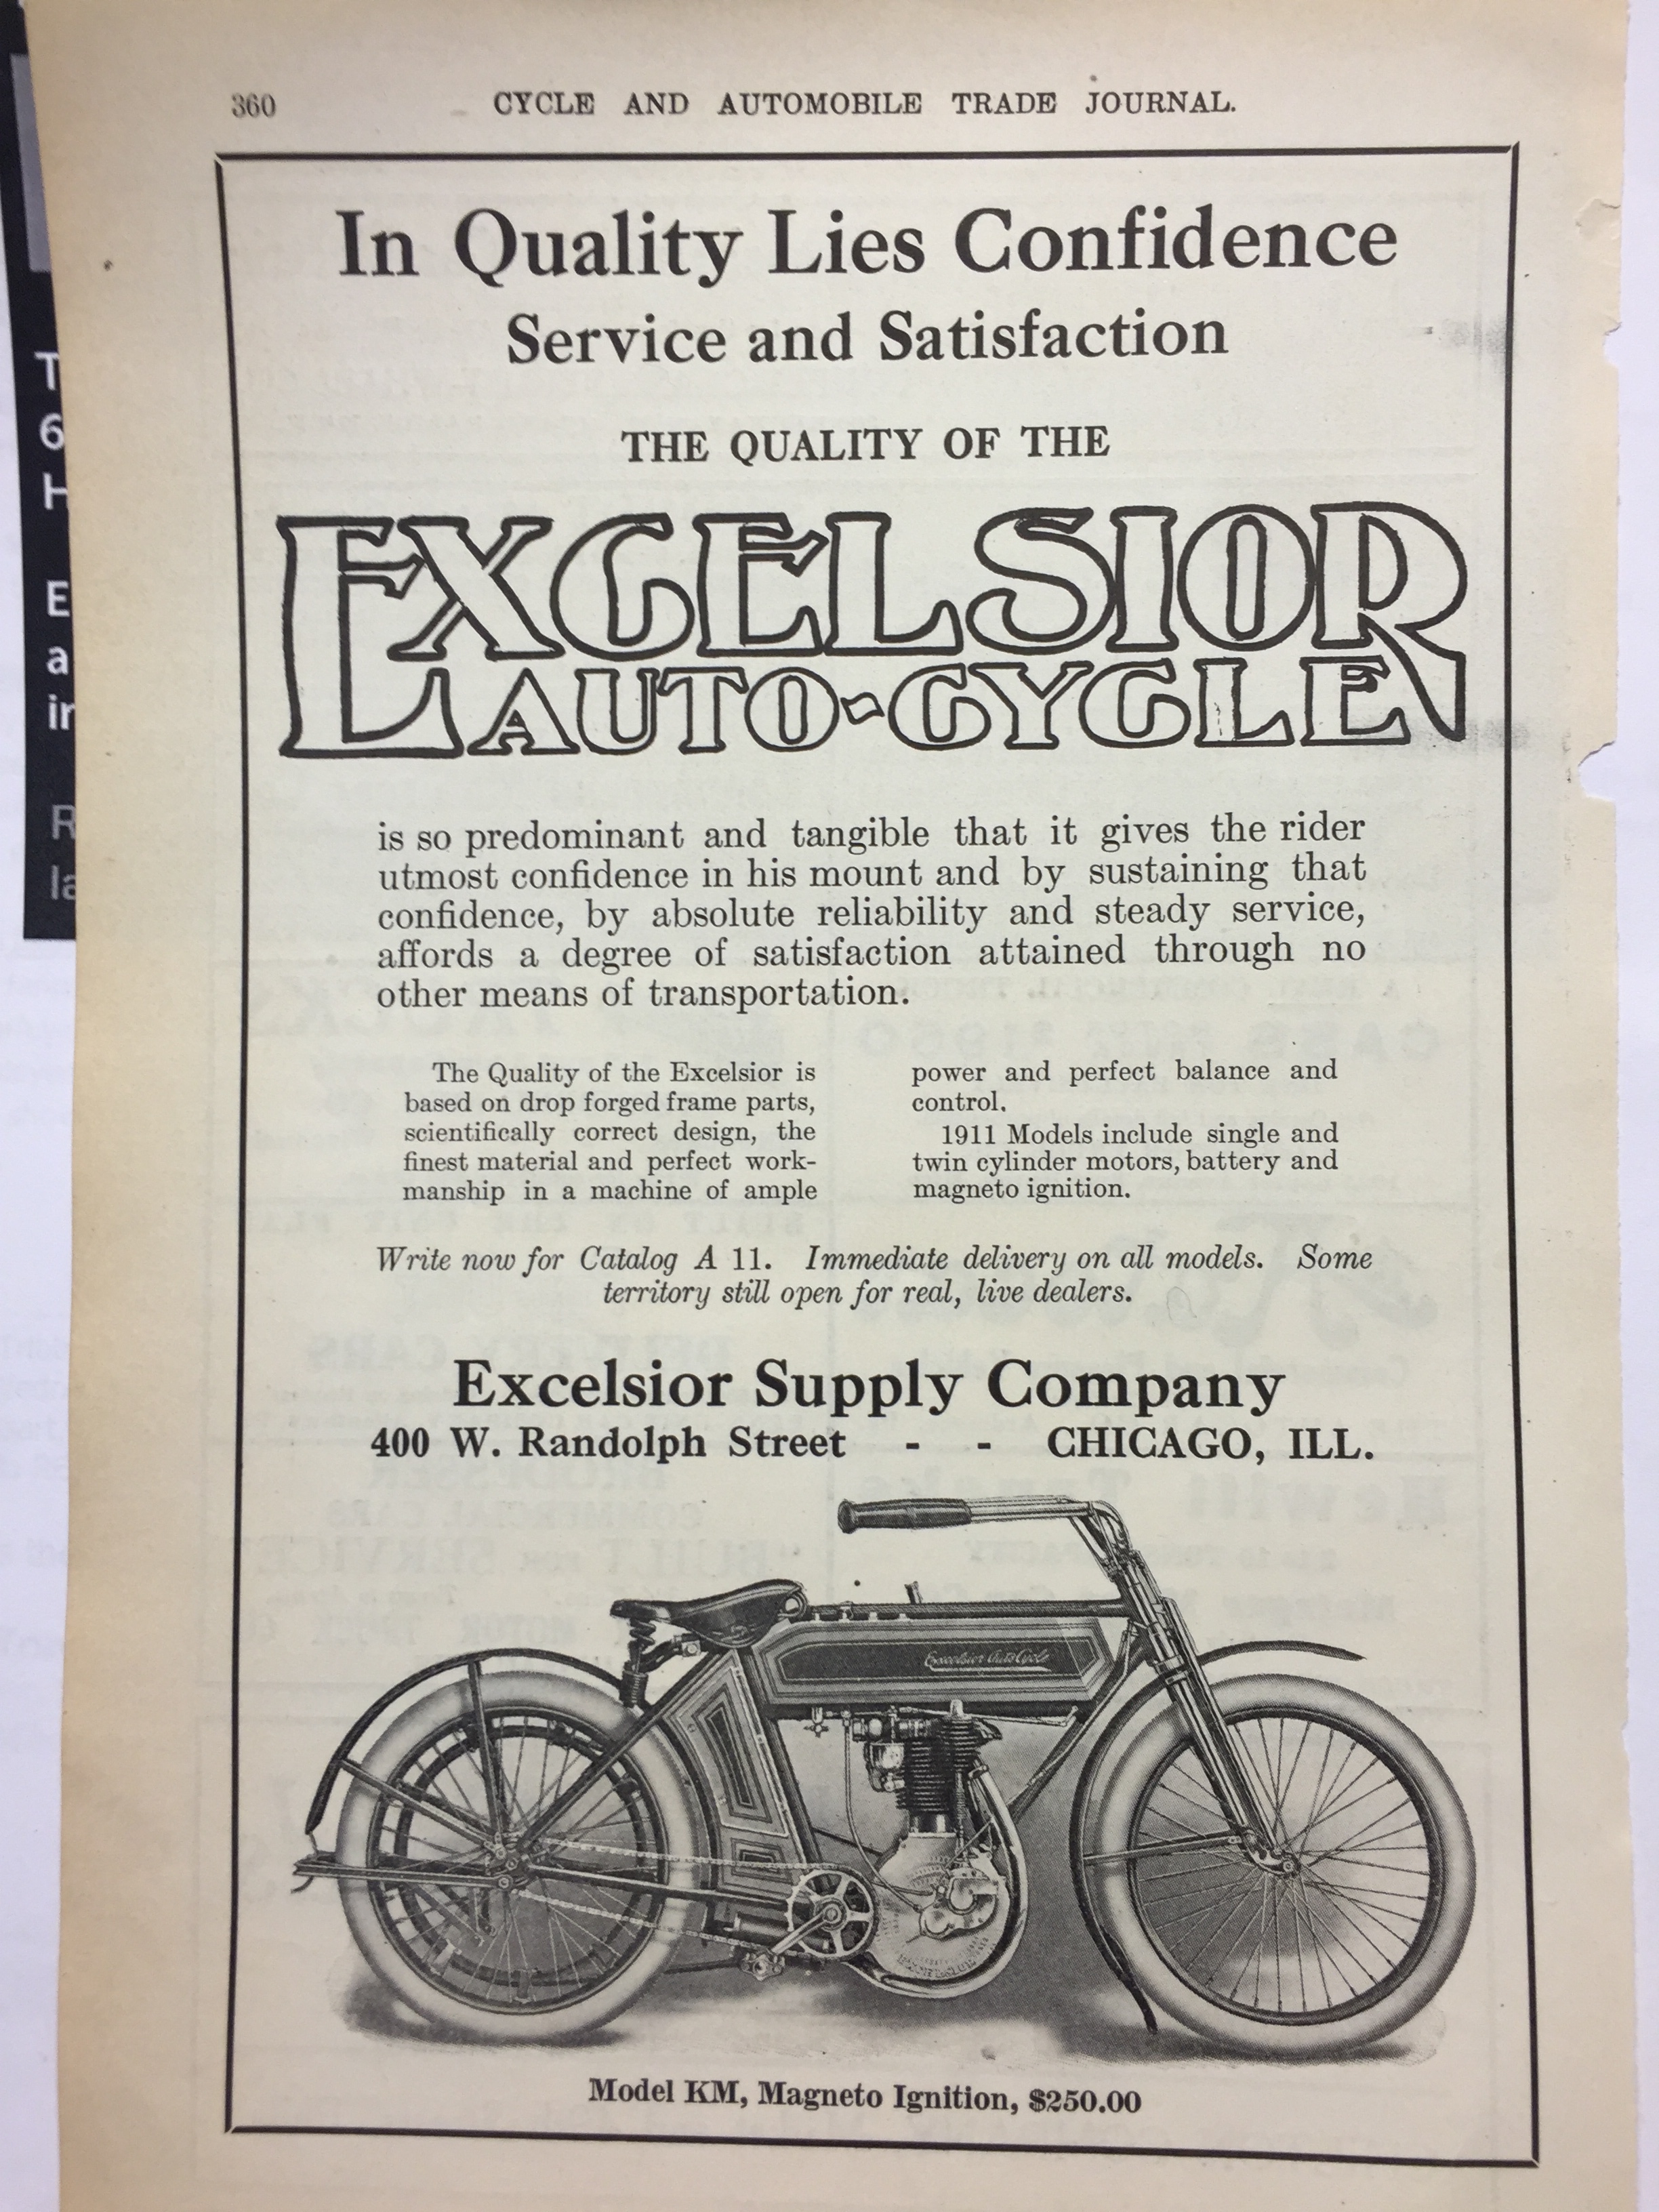 360
CYCLE AND AUTOMOBILE TRADE JOURNAL.
In Quality Lies Confidence
Service and Satisfaction
THE QUALITY OF THE
EXCELSIOR
AUTO-CYCLE
is so predominant and tangible that it gives the rider
utmost confidence in his mount and by sustaining that
confidence, by absolute reliability and steady service,
affords a degree of satisfaction attained through no
other means of transportation.
The Quality of the Excelsior is
based on drop forged frame parts,
scientifically correct design, the
finest material and perfect work-
manship in a machine of ample
power and perfect balance and
control.
1911 Models include single and
twin cylinder motors, battery and
magneto ignition.
Write now for Catalog A 11. Immediate delivery on all models. Some
territory still open for real, live dealers.
Excelsior Supply Company
400 W. Randolph Street - - CHICAGO, ILL.
Excelsior Auto Cycle
Model KM, Magneto Ignition, $250.00